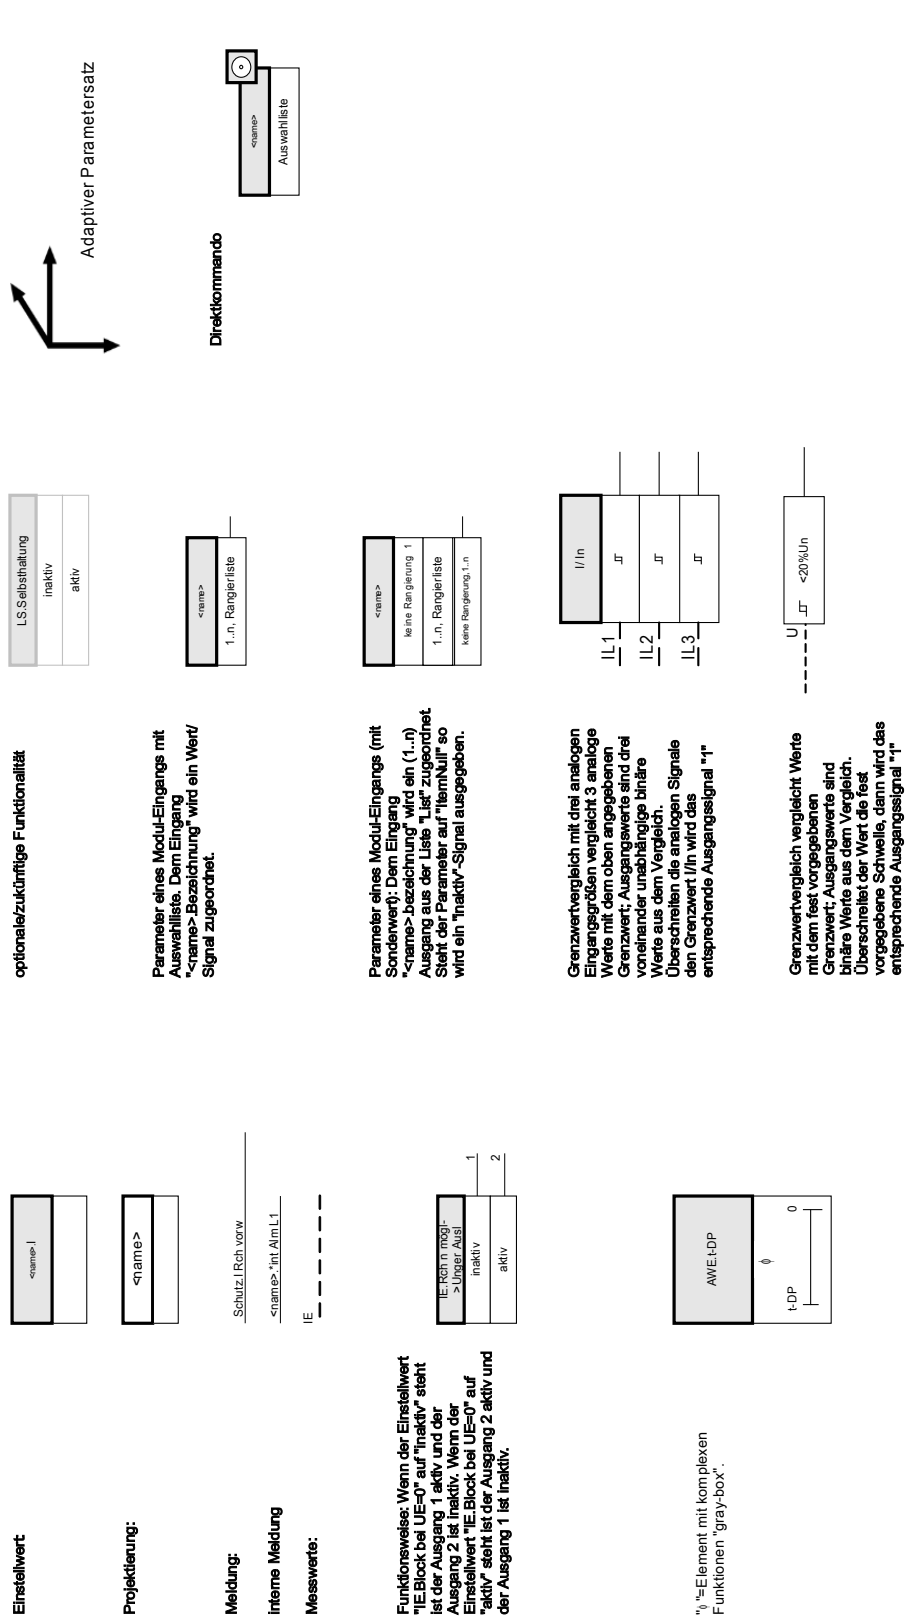 Einstellwert:
<name>.I
Projektierung:
<name>
Meldung:
Schutz.I Rch vorw
interne Meldung
<name>.*int Alm L1
Messwerte:
IE
Funktionsweise: Wenn der Einstellwert
"IE.Block bei UE=0" auf "inaktiv" steht
ist der Ausgang 1 aktiv und der
Ausgang 2 ist inaktiv. Wenn der
Einstellwert "IE.Block bei UE=0" auf
"aktiv" steht ist der Ausgang 2 aktiv und
der Ausgang 1 ist inaktiv.
IE.Rch n mögl-
>Unger Ausl
inaktiv
aktiv
1
2
"ϕ"=Element mit komplexen
Funktionen "gray-box".
AWE.t-DP
ϕ
t-DP
0
optionale/zukünftige Funktionalität
LS.Selbsthaltung
inaktiv
aktiv
Parameter eines Modul-Eingangs mit
Auswahlliste. Dem Eingang
"<name>.Bezeichnung" wird ein Wert/
Signal zugeordnet.
<name>
1..n, Rangierliste
Parameter eines Modul-Eingangs (mit
Sonderwert): Dem Eingang
"<name>.bezeichnung" wird ein (1..n)
Ausgang aus der Liste "List" zugeordnet.
Steht der Parameter auf "ItemNull" so
wird ein "inaktiv"-Signal ausgegeben.
<name>
keine Rangierung 1
1..n, Rangierliste
keine Rangierung,1..n
Grenzwertvergleich mit drei analogen
Eingangsgrößen vergleicht 3 analoge
Werte mit dem oben angegebenen
Grenzwert; Ausgangswerte sind drei
voneinander unabhängige binäre
Werte aus dem Vergleich.
Überschreiten die analogen Signale
den Grenzwert I/In wird das
entsprechende Ausgangssignal "1"
I/In
IL1
IL2
IL3
Grenzwertvergleich vergleicht Werte
mit dem fest vorgegebenen
Grenzwert; Ausgangswerte sind
binäre Werte aus dem Vergleich.
Überschreitet der Wert die fest
vorgegebene Schwelle, dann wird das
entsprechende Ausgangssignal "1"
U
<20%Un
Adaptiver Parametersatz
Direktkommando
<name>
Auswahlliste